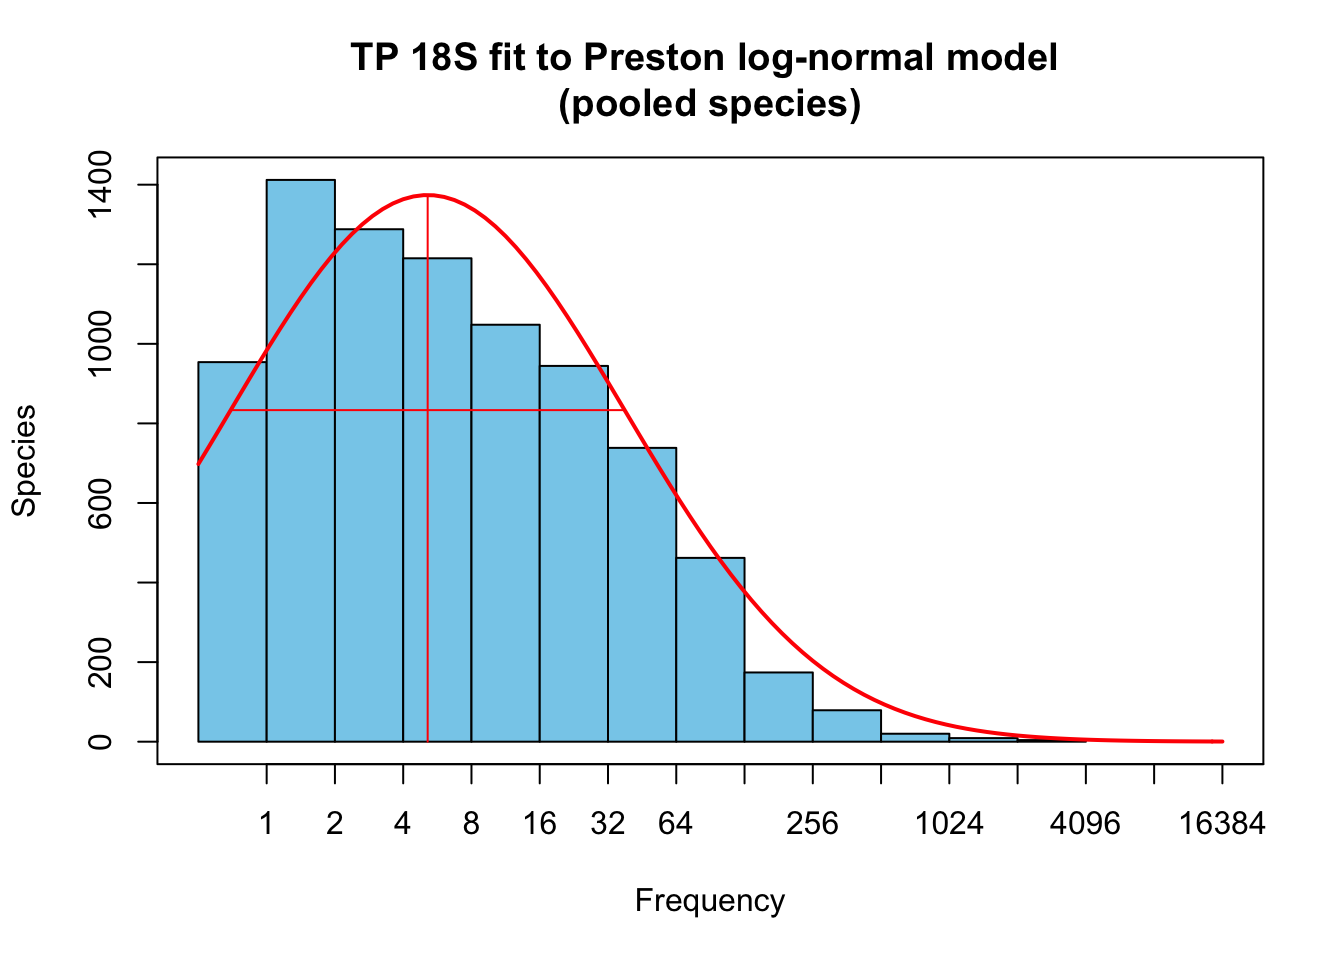 TP 18S fit to Preston log-normal model
(pooled species)
1400
1000
600
200
0
Species
1 2 4 8 16 32 64 256 1024 4096 16384
Frequency